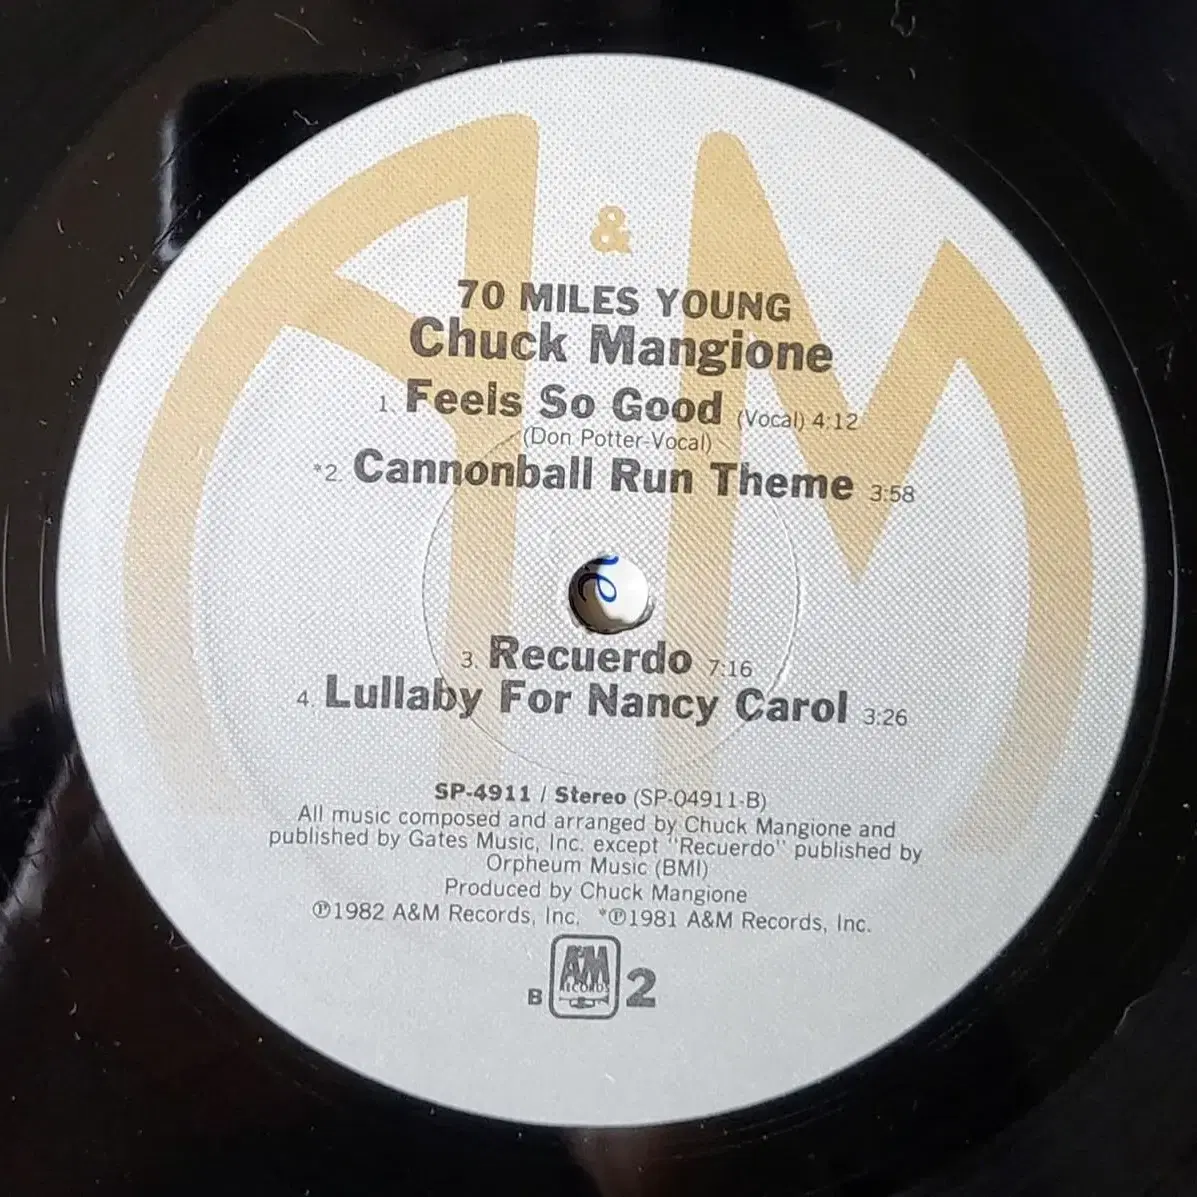 A & M
70 MILES YOUNG
Chuck Mangione
1. Feels So Good (Vocal) 4:12
(Don Potter-Vocal)
*2. Cannonball Run Theme 3:58
3. Recuerdo 7:16
4. Lullaby For Nancy Carol 3:26
SP-4911 / Stereo (SP-04911-B)
All music composed and arranged by Chuck Mangione and
published by Gates Music, Inc. except "Recuerdo" published by
Orpheum Music (BMI)
Produced by Chuck Mangione
℗1982 A&M Records, Inc. *℗1981 A&M Records, Inc.
B A&M RECORDS 2